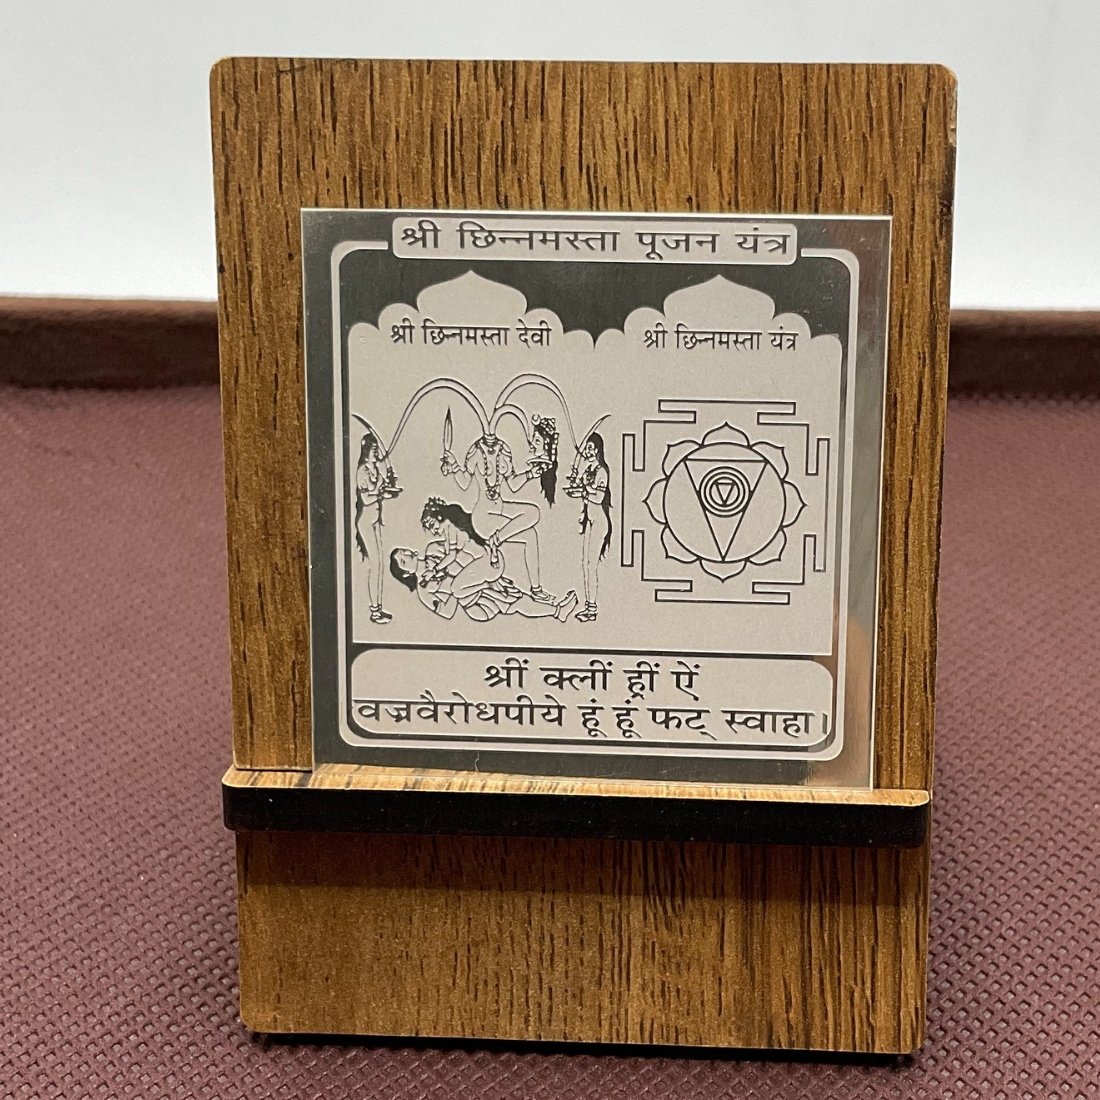 श्री छिन्नमस्ता पूजन यंत्र
श्री छिन्नमस्ता देवी
श्री छिन्नमस्ता यंत्र
श्रीं क्लीं ह्रीं ऐं
वज्रवैरोधपीये हूं हूं फट् स्वाहा।